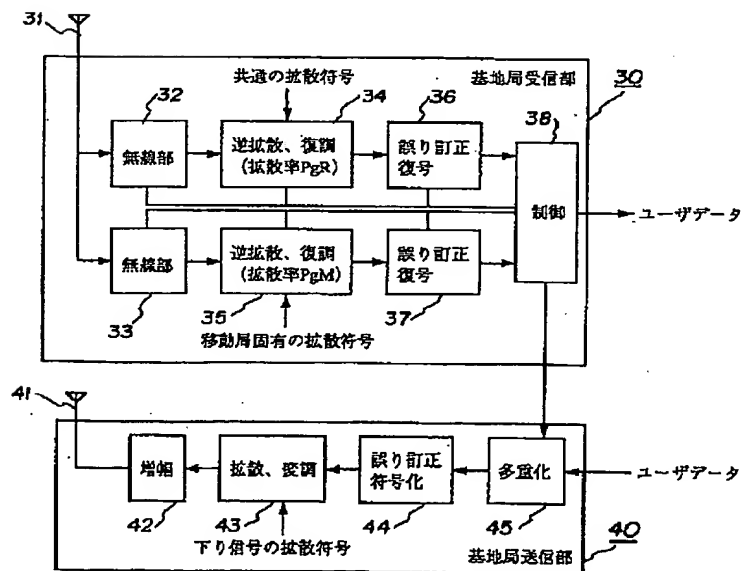 31
共通の拡散符号
基地局受信部
30
32
34
36
38
無線部
逆拡散、復調
(拡散率PgR)
誤り訂正
復号
制御
ユーザデータ
無線部
逆拡散、復調
(拡散率PgM)
誤り訂正
復号
33
35
37
移動局固有の拡散符号
41
増幅
拡散、変調
誤り訂正
符号化
多重化
ユーザデータ
42
43
44
45
下り信号の拡散符号
基地局送信部
40